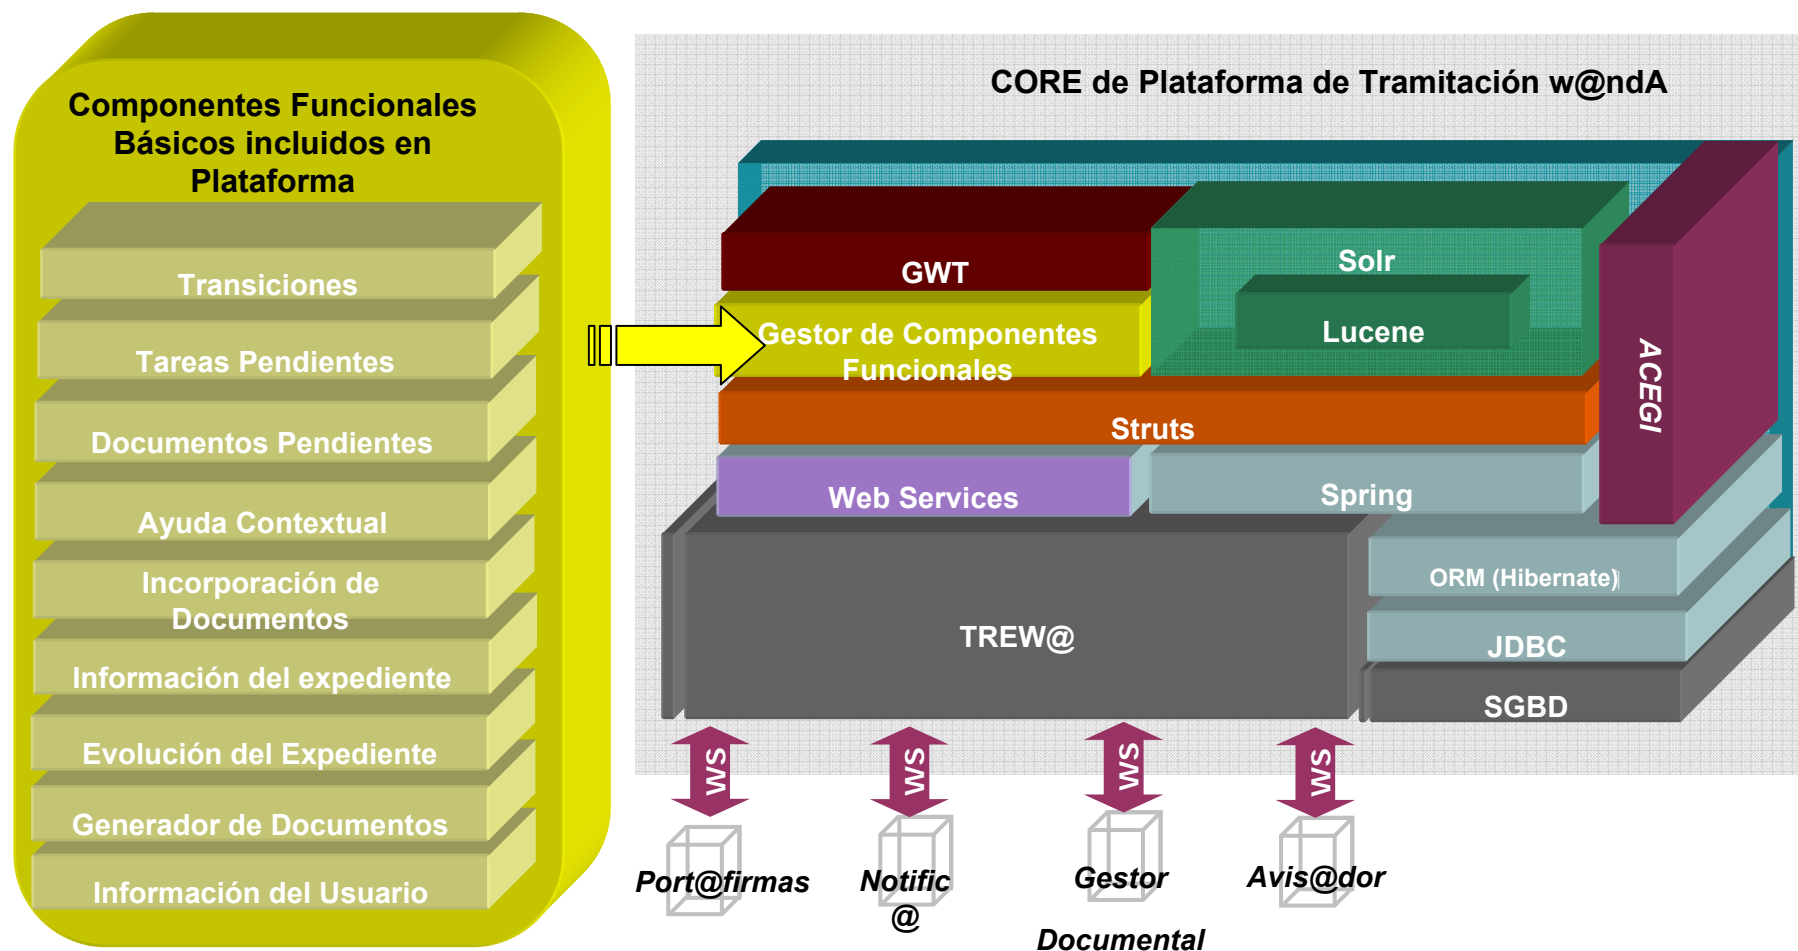 Componentes Funcionales
Básicos incluidos en
Plataforma
Transiciones
Tareas Pendientes
Documentos Pendientes
Ayuda Contextual
Incorporación de
Documentos
Información del expediente
Evolución del Expediente
Generador de Documentos
Información del Usuario
CORE de Plataforma de Tramitación w@ndA
GWT
Solr
Lucene
Gestor de Componentes
Funcionales
ACEGI
Struts
Web Services
Spring
TREW@
ORM (Hibernate)
JDBC
SGBD
WS
WS
WS
WS
Port@firmas
Notific
@
Gestor
Documental
Avis@dor